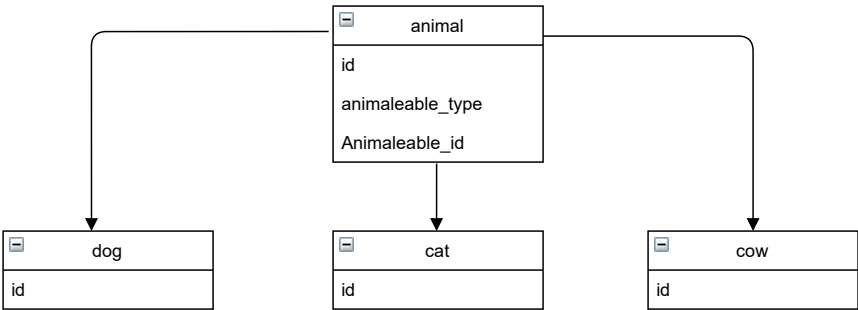 animal
id
animaleable_type
Animaleable_id
dog
id
cat
id
cow
id